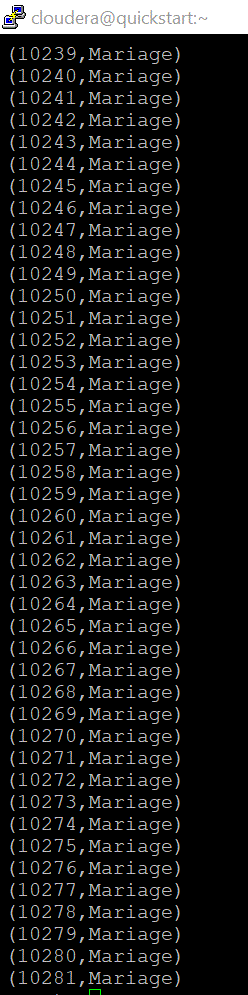 cloudera@quickstart:~
(10239,Mariage)
(10240,Mariage)
(10241,Mariage)
(10242,Mariage)
(10243,Mariage)
(10244,Mariage)
(10245,Mariage)
(10246,Mariage)
(10247,Mariage)
(10248,Mariage)
(10249,Mariage)
(10250,Mariage)
(10251,Mariage)
(10252,Mariage)
(10253,Mariage)
(10254,Mariage)
(10255,Mariage)
(10256,Mariage)
(10257,Mariage)
(10258,Mariage)
(10259,Mariage)
(10260,Mariage)
(10261,Mariage)
(10262,Mariage)
(10263,Mariage)
(10264,Mariage)
(10265,Mariage)
(10266,Mariage)
(10267,Mariage)
(10268,Mariage)
(10269,Mariage)
(10270,Mariage)
(10271,Mariage)
(10272,Mariage)
(10273,Mariage)
(10274,Mariage)
(10275,Mariage)
(10276,Mariage)
(10277,Mariage)
(10278,Mariage)
(10279,Mariage)
(10280,Mariage)
(10281,Mariage)